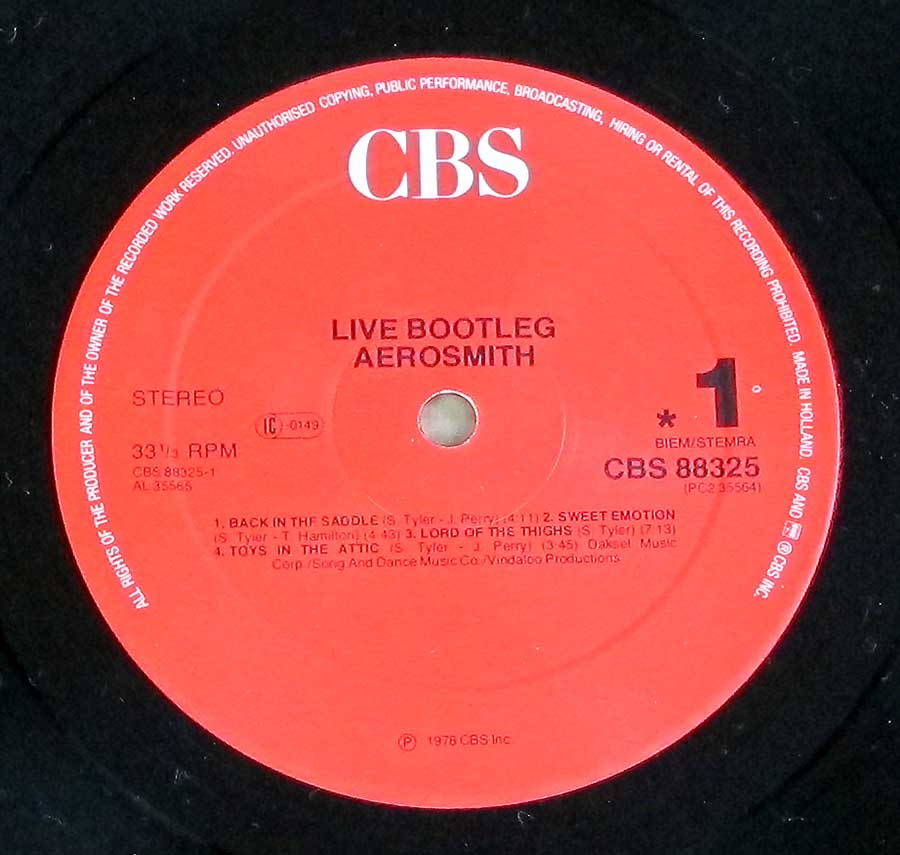 ALL RIGHTS OF THE PRODUCER AND OF THE OWNER OF THE RECORDED WORK RESERVED. UNAUTHORISED COPYING, PUBLIC PERFORMANCE, BROADCASTING, HIRING OR RENTAL OF THIS RECORDING PROHIBITED. MADE IN HOLLAND. CBS AND ® CBS INC.
CBS
LIVE BOOTLEG
AEROSMITH
STEREO
33 1/3 RPM
CBS 88325-1
AL 35565
IC -0149
* 1
BIEM/STEMRA
CBS 88325
(PC2 35564)
1. BACK IN THE SADDLE (S. Tyler - J. Perry) (4:11) 2. SWEET EMOTION
(S. Tyler - T. Hamilton) (4:43) 3. LORD OF THE THIGHS (S. Tyler) (7:13)
4. TOYS IN THE ATTIC (S. Tyler - J. Perry) (3:45) Daksel Music
Corp./Song And Dance Music Co./Vindaloo Productions
℗ 1978 CBS Inc